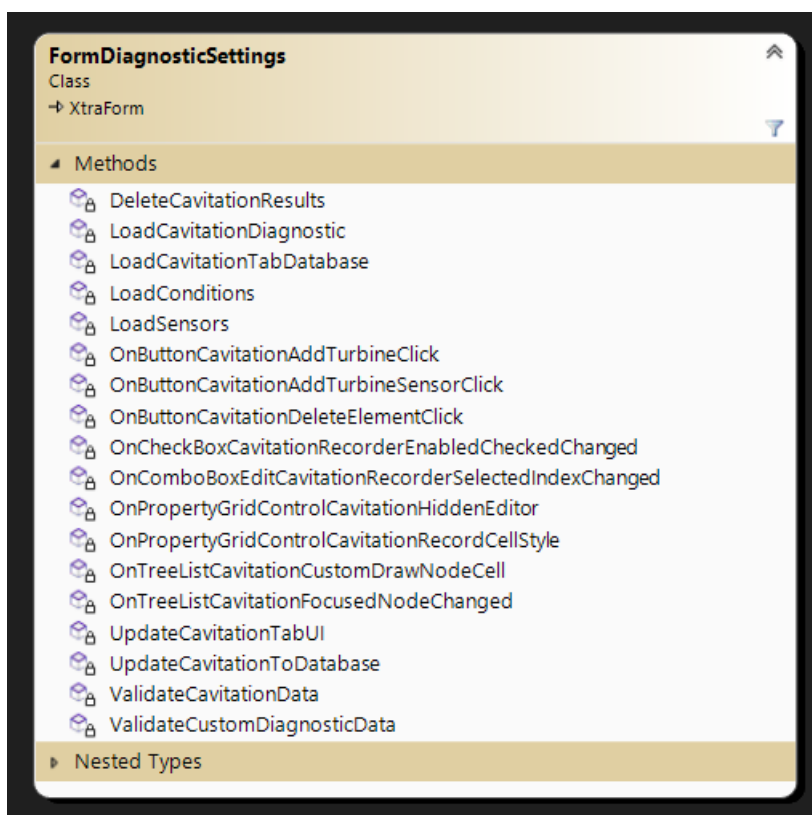 FormDiagnosticSettings
Class
XtraForm
Methods
DeleteCavitationResults
LoadCavitationDiagnostic
LoadCavitationTabDatabase
LoadConditions
LoadSensors
OnButtonCavitationAddTurbineClick
OnButtonCavitationAddTurbineSensorClick
OnButtonCavitationDeleteElementClick
OnCheckBoxCavitationRecorderEnabledCheckedChanged
OnComboBoxEditCavitationRecorderSelectedIndexChanged
OnPropertyGridControlCavitationHiddenEditor
OnPropertyGridControlCavitationRecordCellStyle
OnTreeListCavitationCustomDrawNodeCell
OnTreeListCavitationFocusedNodeChanged
UpdateCavitationTabUI
UpdateCavitationToDatabase
ValidateCavitationData
ValidateCustomDiagnosticData
Nested Types